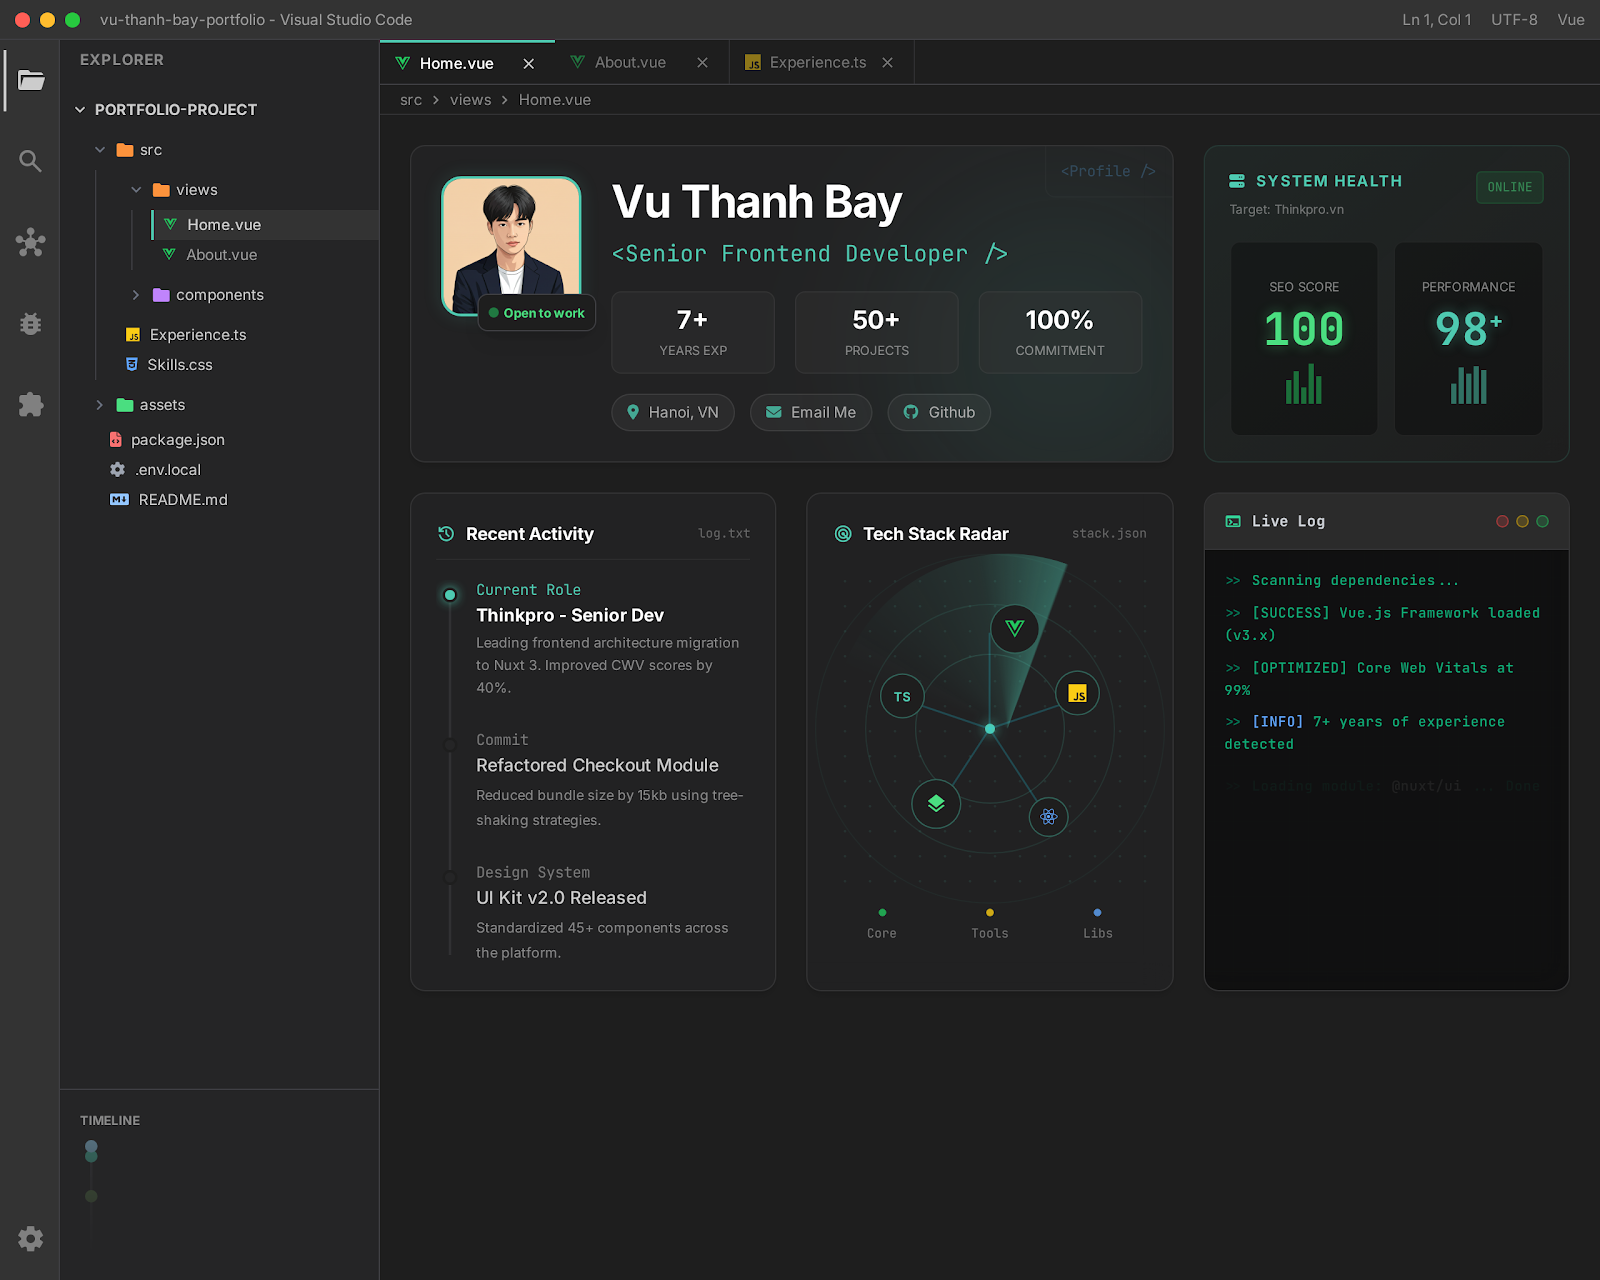 vu-thanh-bay-portfolio - Visual Studio Code
Ln 1, Col 1 UTF-8 Vue
EXPLORER
PORTFOLIO-PROJECT
src
views
Home.vue
About.vue
components
Experience.ts
Skills.css
assets
package.json
.env.local
README.md
TIMELINE
Home.vue
About.vue
Experience.ts
src > views > Home.vue
<Profile />
Vu Thanh Bay
<Senior Frontend Developer />
Open to work
7+
YEARS EXP
50+
PROJECTS
100%
COMMITMENT
Hanoi, VN
Email Me
Github
SYSTEM HEALTH
Target: Thinkpro.vn
ONLINE
SEO SCORE
100
PERFORMANCE
98+
Recent Activity
log.txt
Current Role
Thinkpro - Senior Dev
Leading frontend architecture migration
to Nuxt 3. Improved CWV scores by
40%.
Commit
Refactored Checkout Module
Reduced bundle size by 15kb using tree-
shaking strategies.
Design System
UI Kit v2.0 Released
Standardized 45+ components across
the platform.
Tech Stack Radar
stack.json
TS
JS
Core
Tools
Libs
Live Log
>> Scanning dependencies...
>> [SUCCESS] Vue.js Framework loaded
(v3.x)
>> [OPTIMIZED] Core Web Vitals at
99%
>> [INFO] 7+ years of experience
detected
>> Loading module: @nuxt/ui ... Done